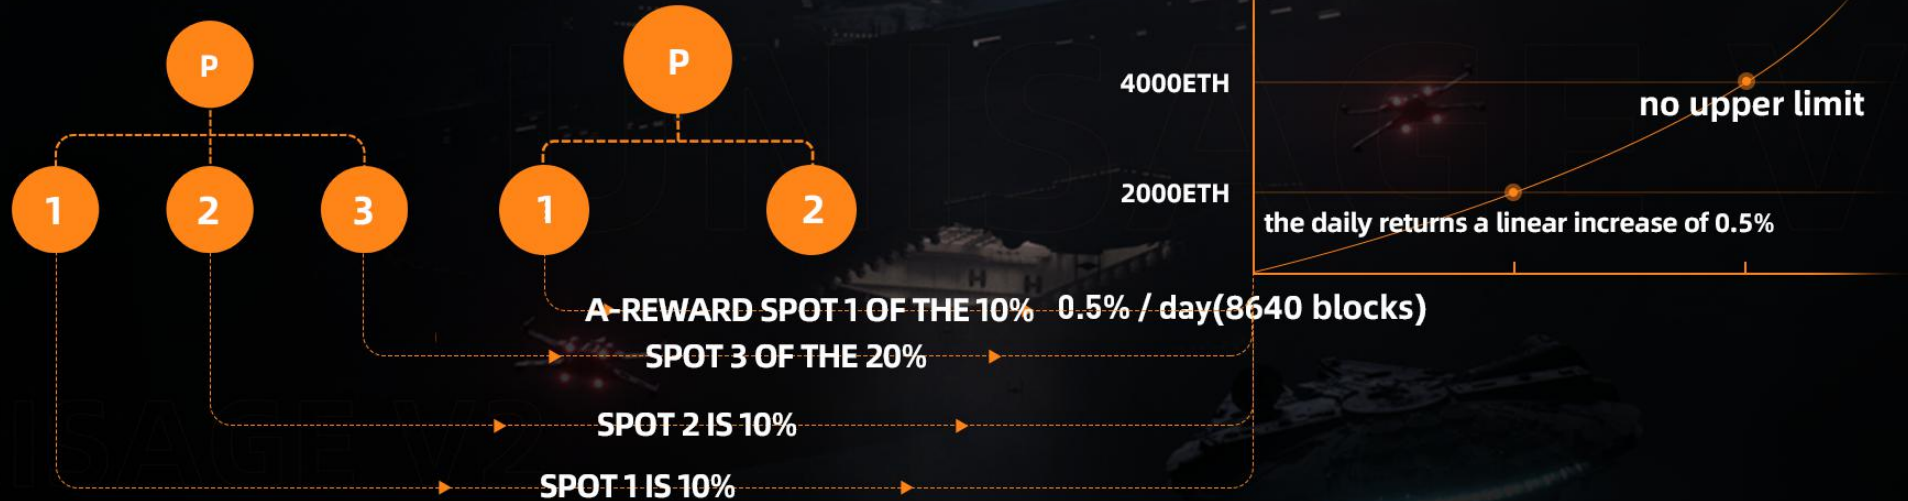 P
P
1
2
3
1
2
4000ETH
no upper limit
2000ETH
the daily returns a linear increase of 0.5%
A-REWARD SPOT 1 OF THE 10%
0.5% / day(8640 blocks)
SPOT 3 OF THE 20%
SPOT 2 IS 10%
SPOT 1 IS 10%
ISAGE V2